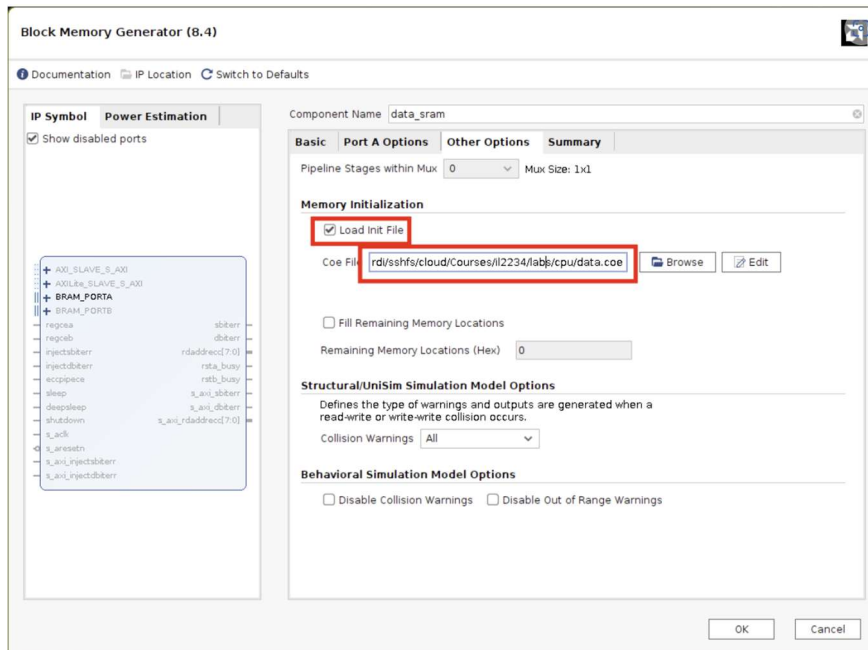 Block Memory Generator (8.4)
Documentation IP Location Switch to Defaults
IP Symbol Power Estimation
Show disabled ports
AXI_SLAVE_S_AXI
AXILite_SLAVE_S_AXI
BRAM_PORTA
BRAM_PORTB
regcea sbiterr
regceb dbiterr
injectsbiterr rdaddrecc[7:0]
injectdbiterr rsta_busy
eccpipece rstb_busy
sleep s_axi_sbiterr
deepsleep s_axi_dbiterr
shutdown s_axi_rdaddrecc[7:0]
s_aclk
s_aresetn
s_axi_injectsbiterr
s_axi_injectdbiterr
Component Name data_sram
Basic Port A Options Other Options Summary
Pipeline Stages within Mux 0 Mux Size: 1x1
Memory Initialization
Load Init File
Coe File rdi/sshfs/cloud/Courses/il2234/labs/cpu/data.coe Browse Edit
Fill Remaining Memory Locations
Remaining Memory Locations (Hex) 0
Structural/UniSim Simulation Model Options
Defines the type of warnings and outputs are generated when a
read-write or write-write collision occurs.
Collision Warnings All
Behavioral Simulation Model Options
Disable Collision Warnings Disable Out of Range Warnings
OK Cancel